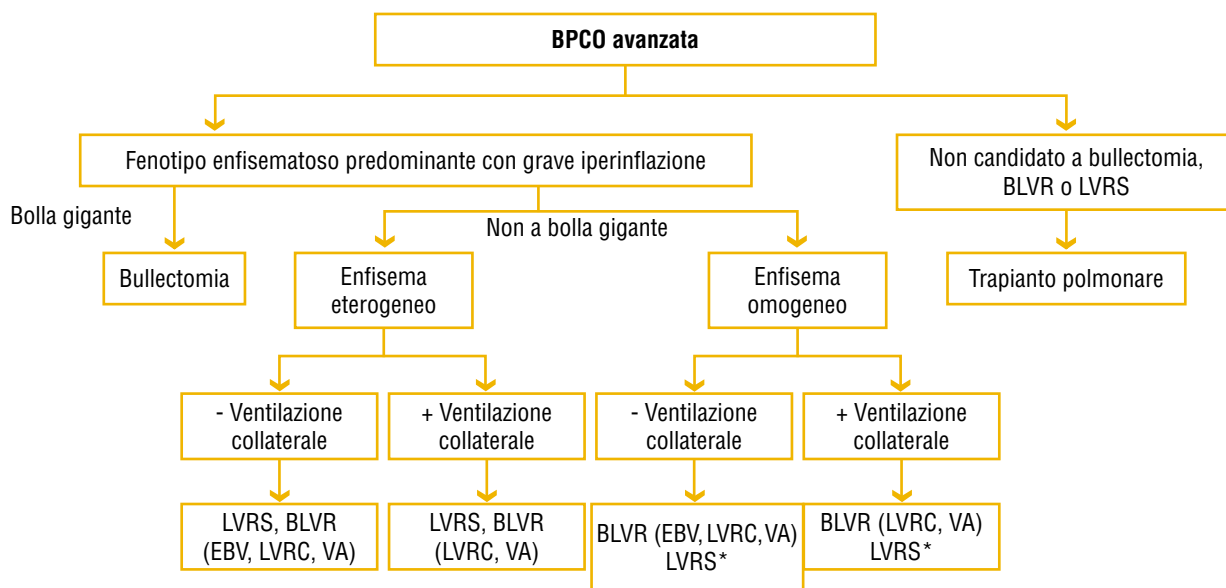 BPCO avanzata
Fenotipo enfisematoso predominante con grave iperinflazione
Non candidato a bullectomia,
BLVR o LVRS
Bolla gigante
Non a bolla gigante
Bullectomia
Enfisema
eterogeneo
Enfisema
omogeneo
Trapianto polmonare
- Ventilazione
collaterale
+ Ventilazione
collaterale
- Ventilazione
collaterale
+ Ventilazione
collaterale
LVRS, BLVR
(EBV, LVRC, VA)
LVRS, BLVR
(LVRC, VA)
BLVR (EBV, LVRC, VA)
LVRS*
BLVR (LVRC, VA)
LVRS*